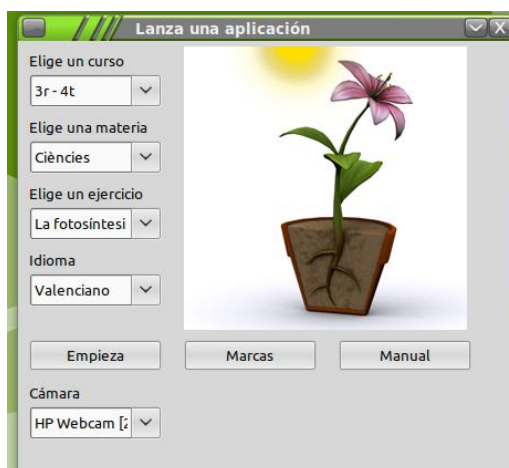 Lanza una aplicación
Elige un curso
3r - 4t
Elige una materia
Ciències
Elige un ejercicio
La fotosíntesi
Idioma
Valenciano
Empieza
Marcas
Manual
Cámara
HP Webcam [2